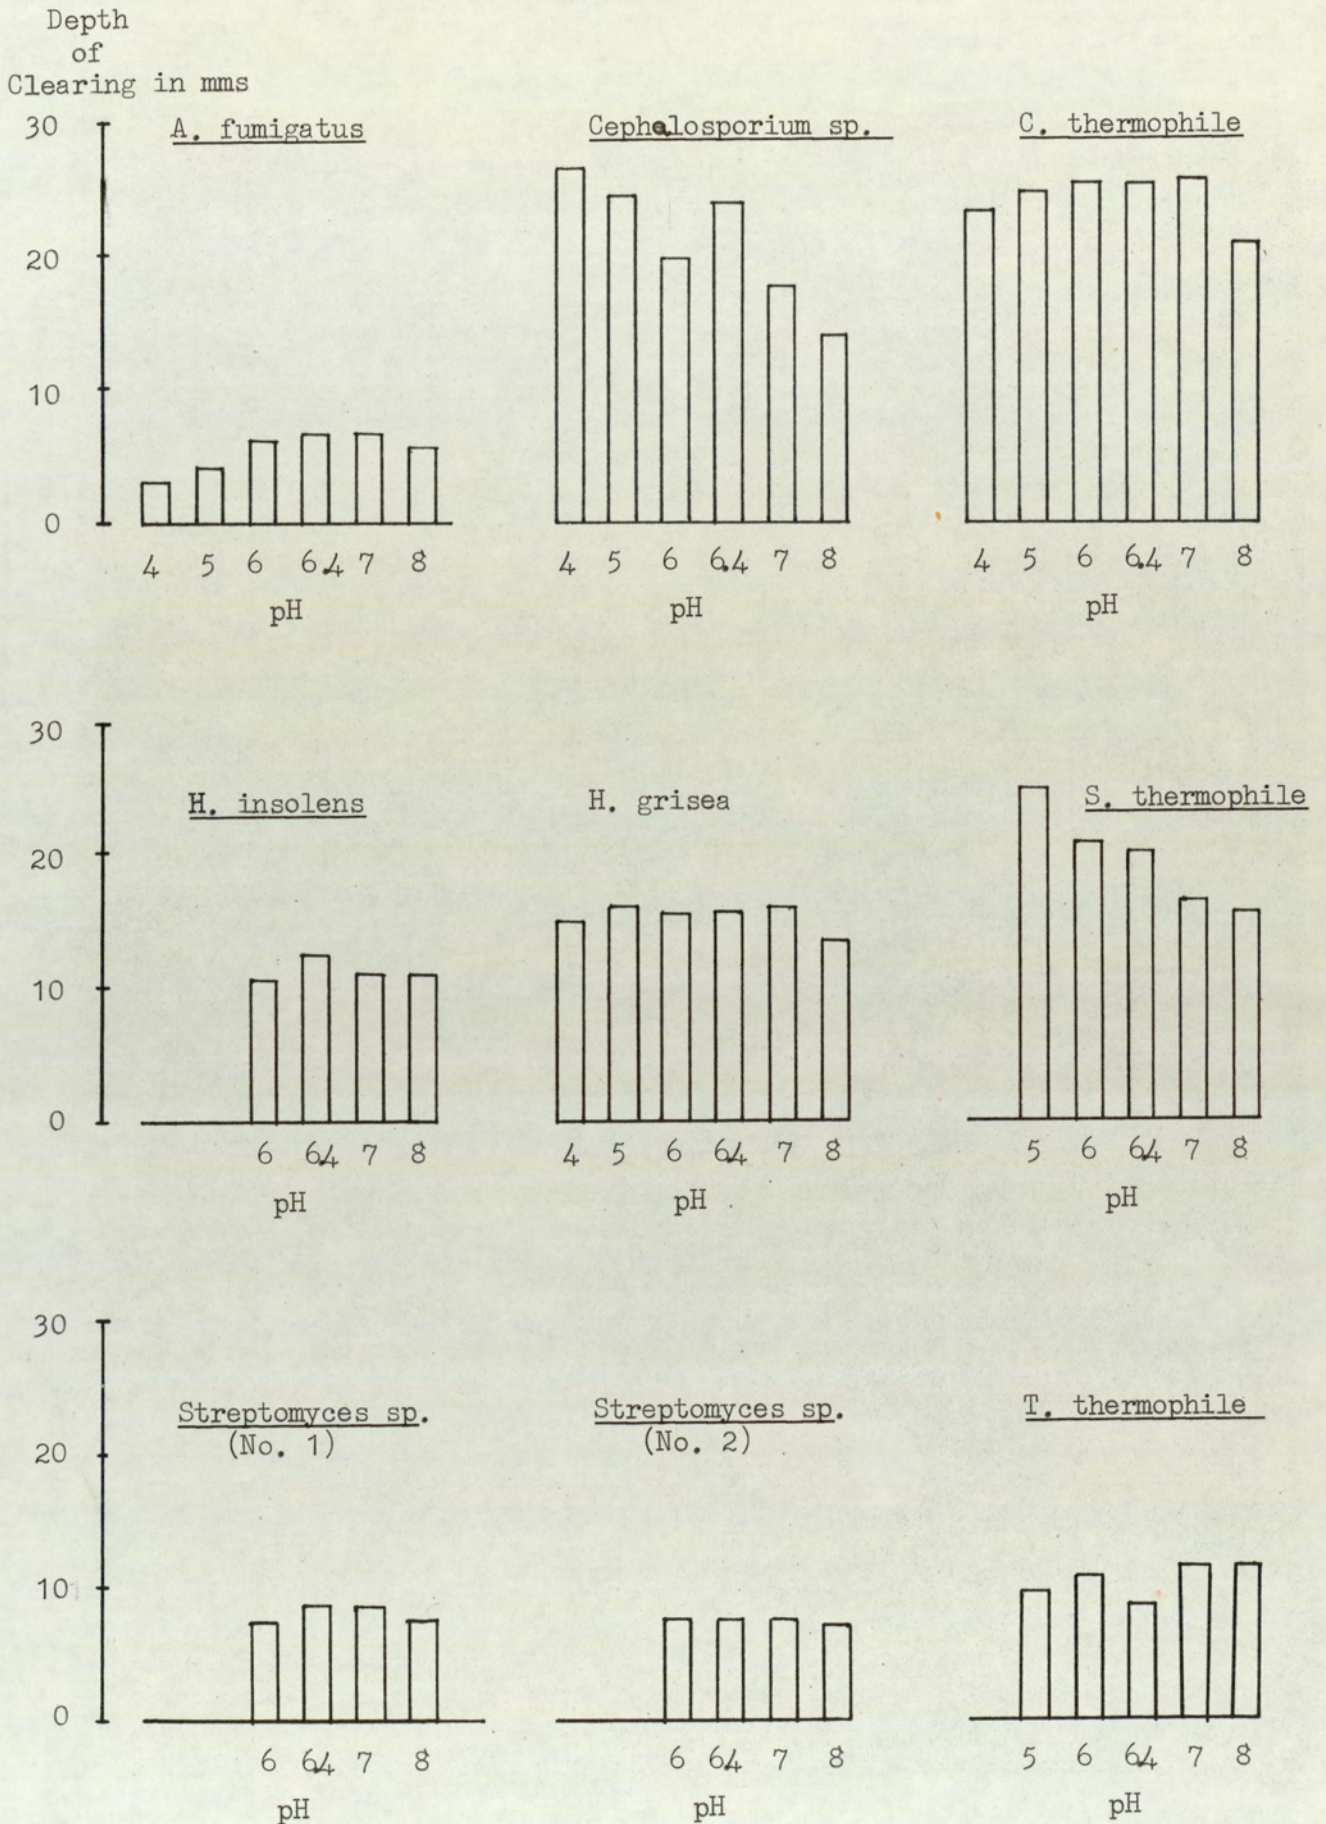 Depth
of
Clearing in mms
30
20
10
0
A. fumigatus
4 5 6 6.4 7 8
pH
Cephalosporium sp.
4 5 6 6.4 7 8
pH
C. thermophile
4 5 6 6.4 7 8
pH
30
20
10
0
H. insolens
6 6.4 7 8
pH
H. grisea
4 5 6 6.4 7 8
pH
S. thermophile
5 6 6.4 7 8
pH
30
20
10
0
Streptomyces sp.
(No. 1)
6 6.4 7 8
pH
Streptomyces sp.
(No. 2)
6 6.4 7 8
pH
T. thermophile
5 6 6.4 7 8
pH